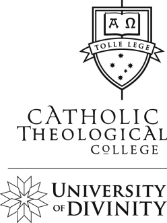 Α Ω
TOLLE LEGE
CATHOLIC
THEOLOGICAL
COLLEGE
UNIVERSITY
OF DIVINITY